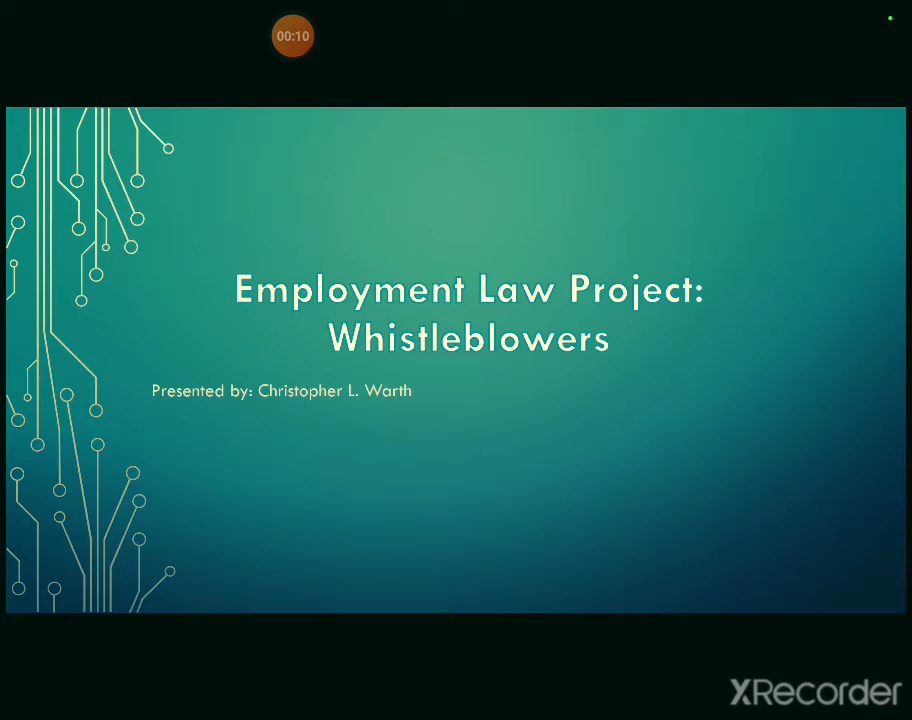 00:10
Employment Law Project:
Whistleblowers
Presented by: Christopher L. Warth
XRecorder